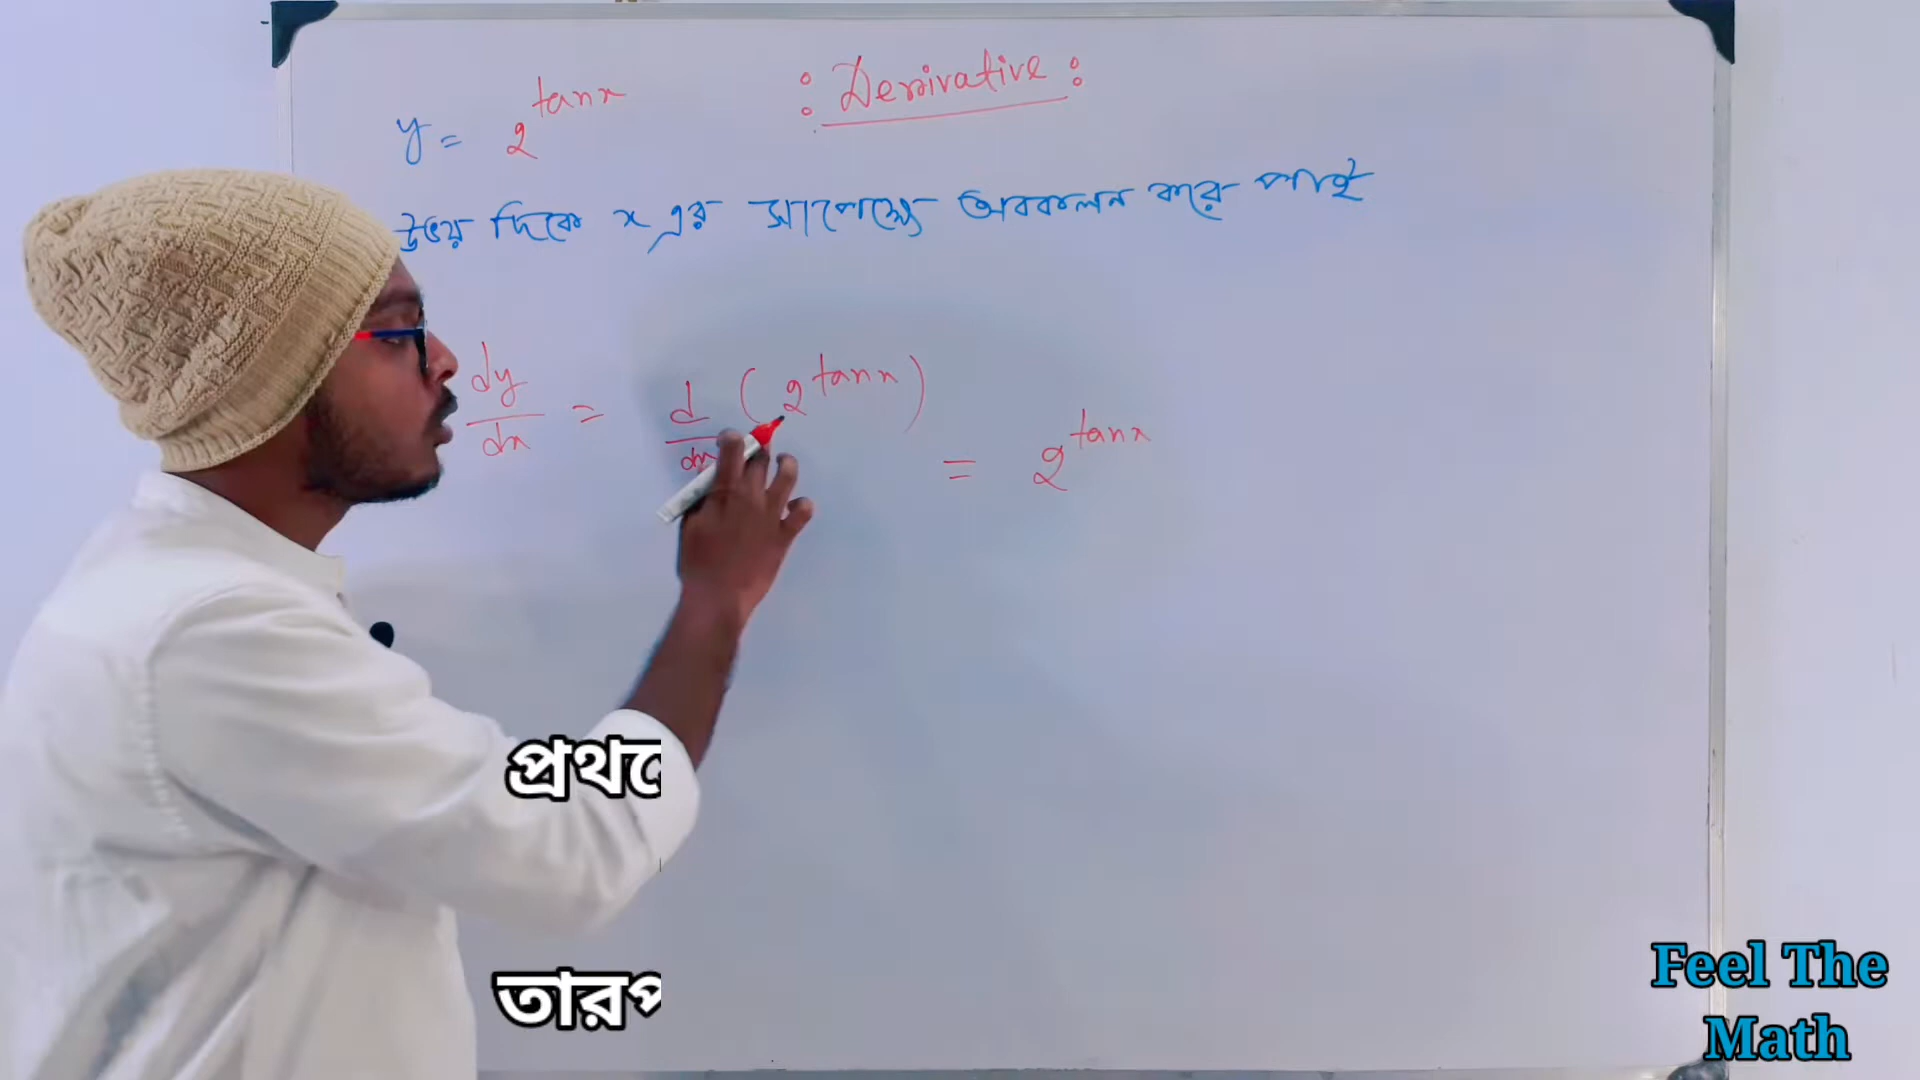 : Derivative :
y = 2^tanx
উভয় দিকে x এর সাপেক্ষে অবকলন করে পাই
dy/dx = d/dx (2^tanx) = 2^tanx
প্রথমে
তারপ
Feel The
Math